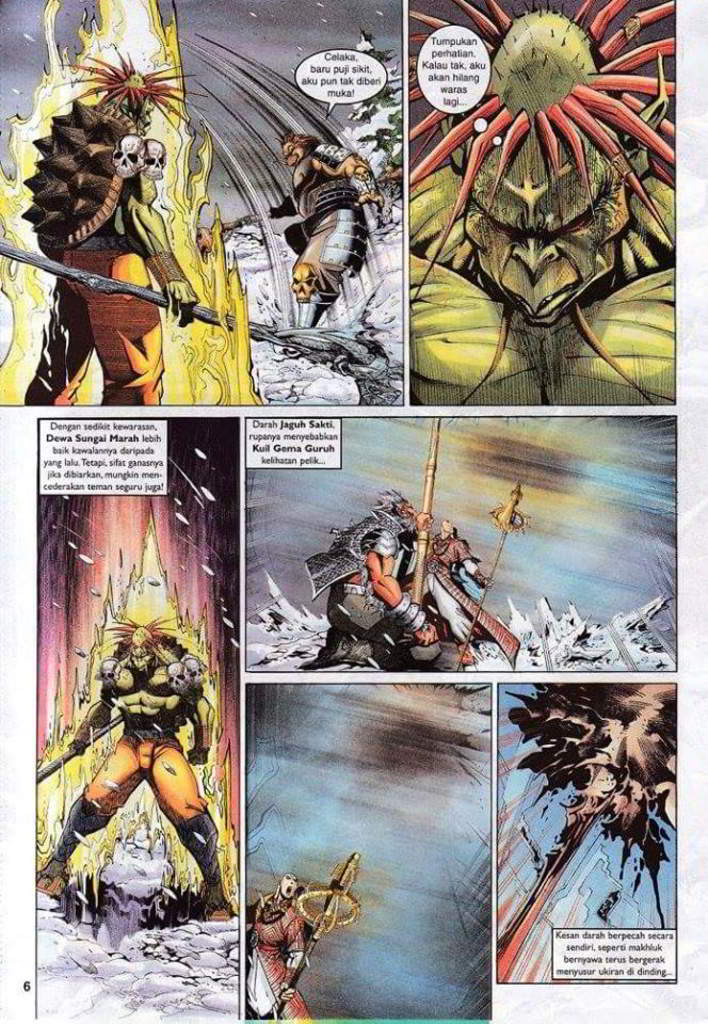 Celaka,
baru puji sikit,
aku pun tak diberi
muka!
Tumpukan
perhatian.
Kalau tak, aku
akan hilang
waras
lagi...
Dengan sedikit kewarasan,
Dewa Sungai Marah lebih
baik kawalannya daripada
yang lalu. Tetapi, sifat ganasnya
jika dibiarkan, mungkin men-
cederakan teman seguru juga!
Darah Jaguh Sakti,
rupanya menyebabkan
Kuil Gema Guruh
kelihatan pelik...
Kesan darah berpecah secara
sendiri, seperti makhluk
bernyawa terus bergerak
menyusur ukiran di dinding...
6